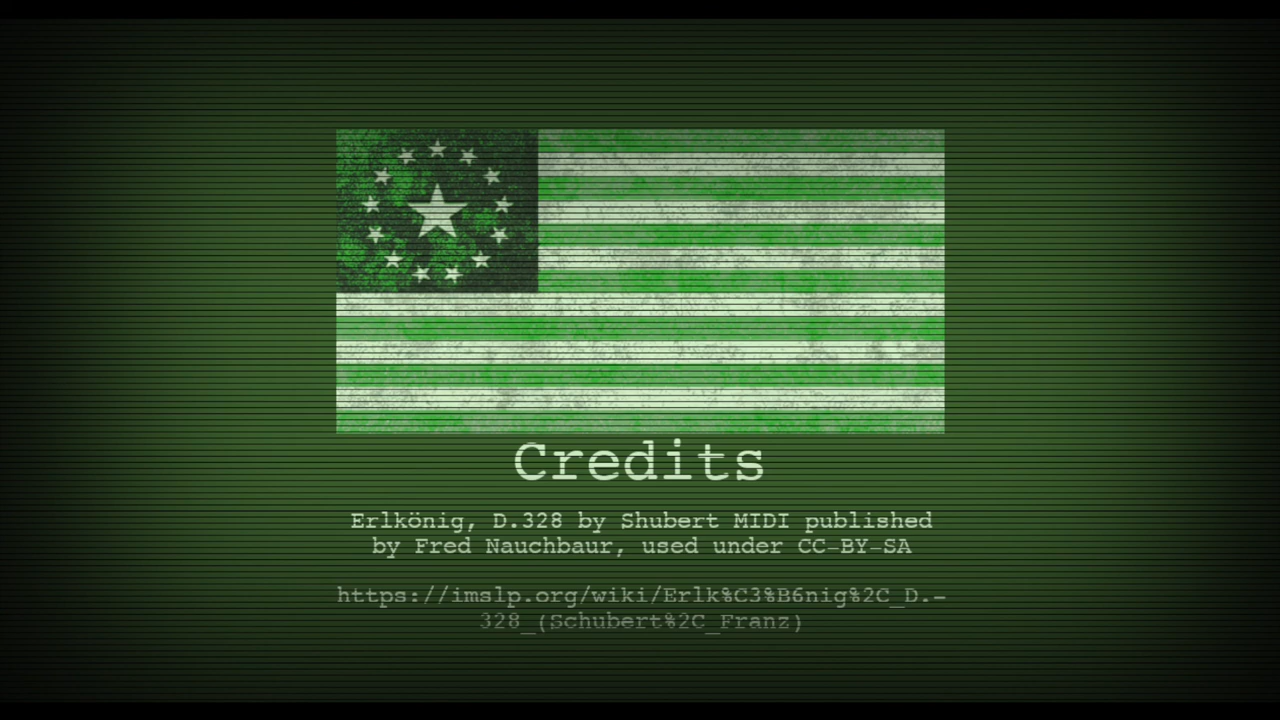 Credits
Erlkönig, D.328 by Shubert MIDI published
by Fred Nauchbaur, used under CC-BY-SA
https://imslp.org/wiki/Erlk%C3%B6nig%2C_D.-
328_(Schubert%2C_Franz)